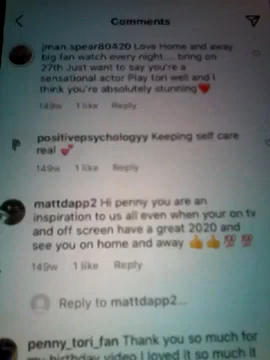 Comments
jman.spear80420 Love Home and away
big fan watch every night.... bring on
27th Just want to say you're a
sensational actor Play tori well and I
think you're absolutely stunning❤️
149w 1 like Reply
positivepsychologyy Keeping self care
real 💕
149w 1 like Reply
mattdapp2 Hi penny you are an
inspiration to us all even when your on tv
and off screen have a great 2020 and
see you on home and away 👍👍💯💯
149w 1 like Reply
Reply to mattdapp2...
penny_tori_fan Thank you so much for
my birthday video I loved it so much it